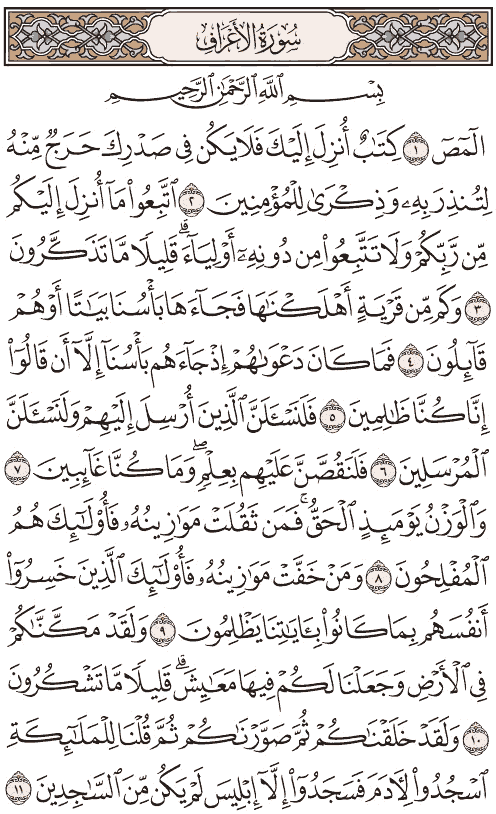 سُورَةُ الأَعۡرَافِ
بِسۡمِ ٱللَّهِ ٱلرَّحۡمَٰنِ ٱلرَّحِيمِ
الٓمٓصٓ ١ كِتَٰبٌ أُنزِلَ إِلَيۡكَ فَلَا يَكُن فِي صَدۡرِكَ حَرَجٞ مِّنۡهُ
لِتُنذِرَ بِهِۦ وَذِكۡرَىٰ لِلۡمُؤۡمِنِينَ ٢ ٱتَّبِعُواْ مَآ أُنزِلَ إِلَيۡكُم
مِّن رَّبِّكُمۡ وَلَا تَتَّبِعُواْ مِن دُونِهِۦٓ أَوۡلِيَآءَۗ قَلِيلٗا مَّا تَذَكَّرُونَ
٣ وَكَم مِّن قَرۡيَةٍ أَهۡلَكۡنَٰهَا فَجَآءَهَا بَأۡسُنَا بَيَٰتًا أَوۡ هُمۡ
قَآئِلُونَ ٤ فَمَا كَانَ دَعۡوَىٰهُمۡ إِذۡ جَآءَهُم بَأۡسُنَآ إِلَّآ أَن قَالُوٓاْ
إِنَّا كُنَّا ظَٰلِمِينَ ٥ فَلَنَسۡـَٔلَنَّ ٱلَّذِينَ أُرۡسِلَ إِلَيۡهِمۡ وَلَنَسۡـَٔلَنَّ
ٱلۡمُرۡسَلِينَ ٦ فَلَنَقُصَّنَّ عَلَيۡهِم بِعِلۡمٖۖ وَمَا كُنَّا غَآئِبِينَ ٧
وَٱلۡوَزۡنُ يَوۡمَئِذٍ ٱلۡحَقُّۚ فَمَن ثَقُلَتۡ مَوَٰزِينُهُۥ فَأُوْلَٰٓئِكَ هُمُ
ٱلۡمُفۡلِحُونَ ٨ وَمَنۡ خَفَّتۡ مَوَٰزِينُهُۥ فَأُوْلَٰٓئِكَ ٱلَّذِينَ خَسِرُوٓاْ
أَنفُسَهُم بِمَا كَانُواْ بِـَٔايَٰتِنَا يَظۡلِمُونَ ٩ وَلَقَدۡ مَكَّنَّٰكُمۡ
فِي ٱلۡأَرۡضِ وَجَعَلۡنَا لَكُمۡ فِيهَا مَعَٰيِشَۗ قَلِيلٗا مَّا تَشۡكُرُونَ
١٠ وَلَقَدۡ خَلَقۡنَٰكُمۡ ثُمَّ صَوَّرۡنَٰكُمۡ ثُمَّ قُلۡنَا لِلۡمَلَٰٓئِكَةِ
ٱسۡجُدُواْ لِأٓدَمَ فَسَجَدُوٓاْ إِلَّآ إِبۡلِيسَ لَمۡ يَكُن مِّنَ ٱلسَّٰجِدِينَ ١١